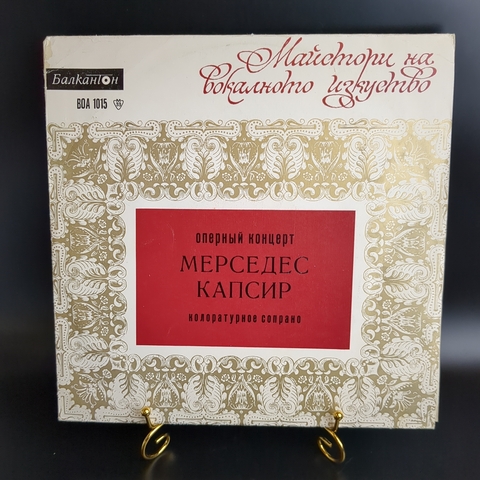 Балкантон
ВОА 1015
Майстори на
вокалното изкуство
оперный концерт
МЕРСЕДЕС
КАПСИР
колоратурное сопрано